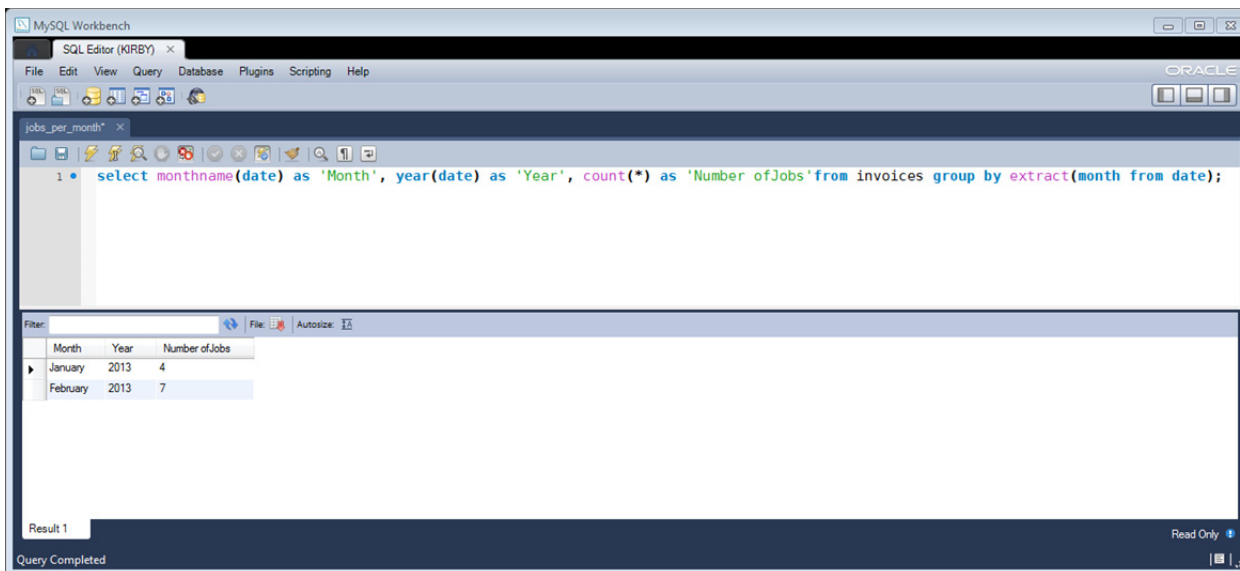 MySQL Workbench
SQL Editor (KIRBY)
File Edit View Query Database Plugins Scripting Help
ORACLE
SQL SQL
jobs_per_month*
1 select monthname(date) as 'Month', year(date) as 'Year', count(*) as 'Number ofJobs'from invoices group by extract(month from date);
Filter: File: Autosize:
Month Year Number ofJobs
January 2013 4
February 2013 7
Result 1
Read Only
Query Completed